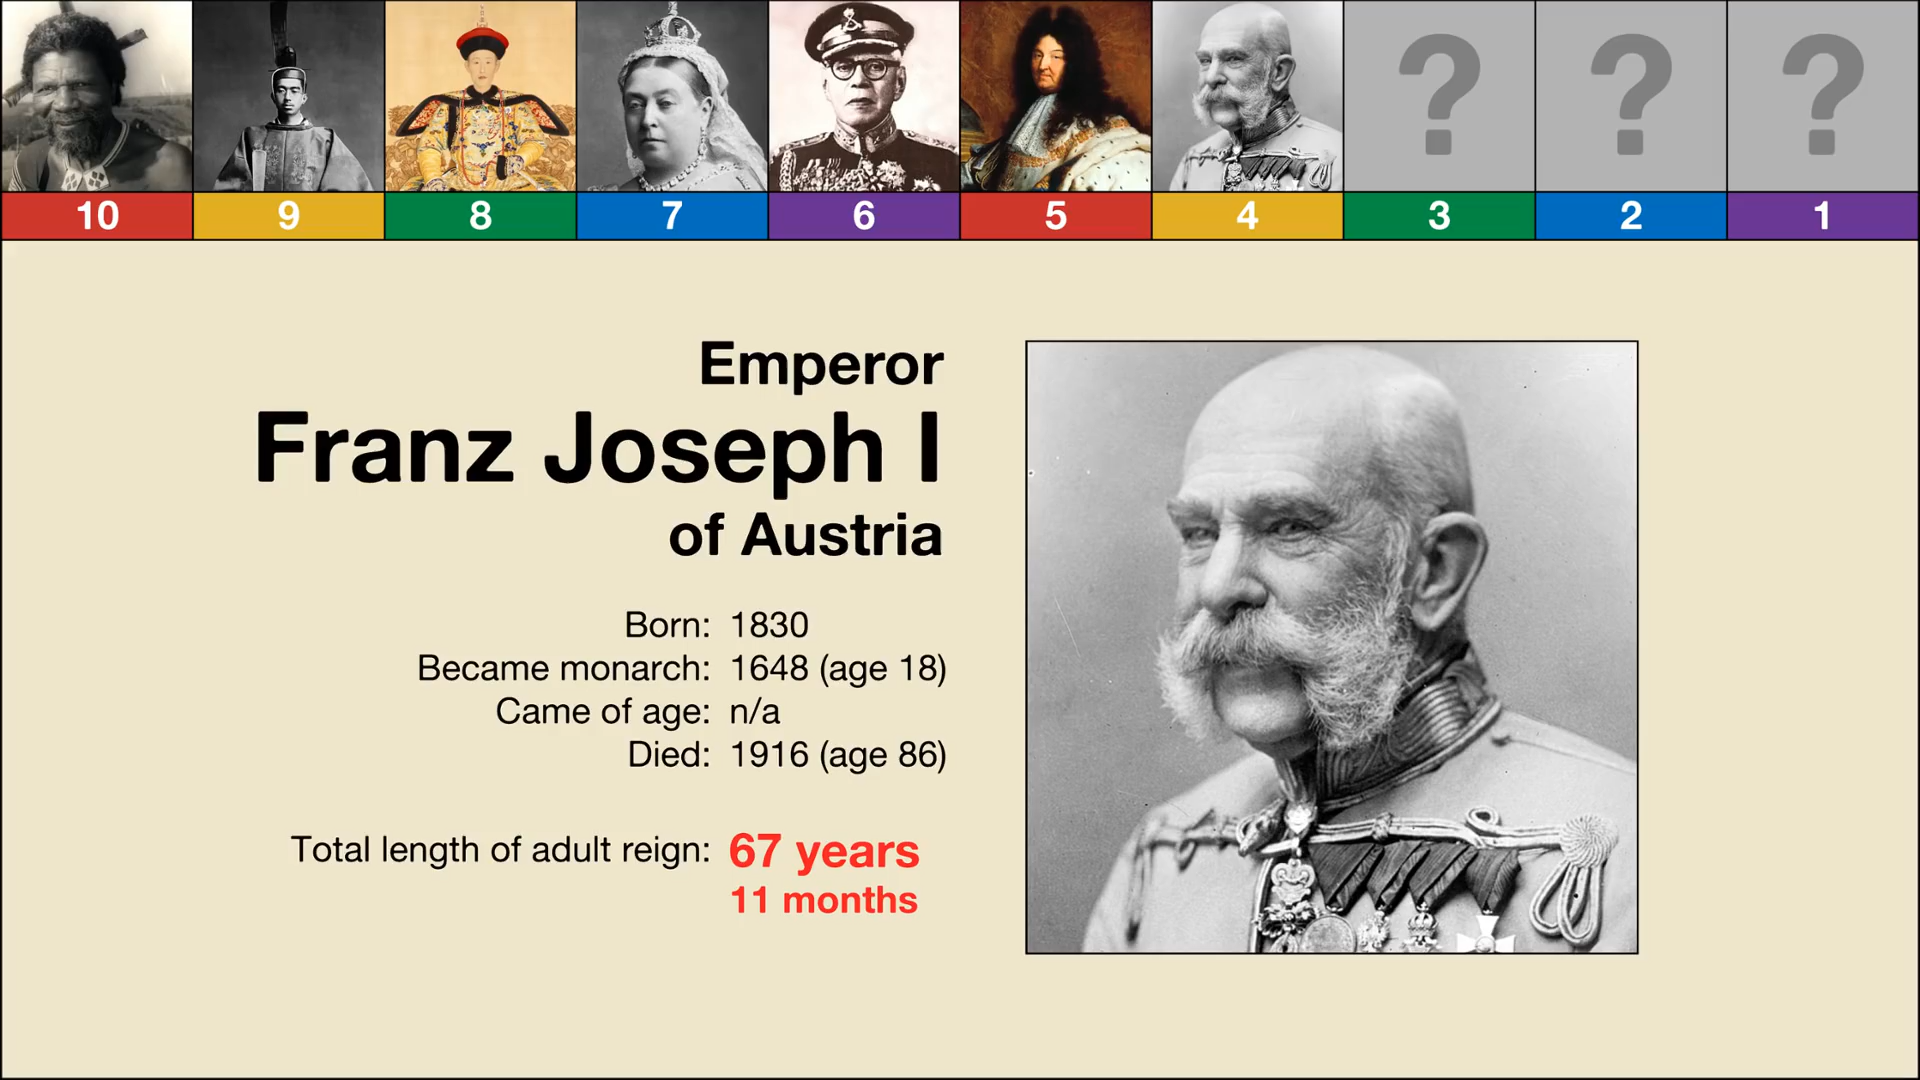 ? ? ?
10 9 8 7 6 5 4 3 2 1
Emperor
Franz Joseph I
of Austria
Born: 1830
Became monarch: 1648 (age 18)
Came of age: n/a
Died: 1916 (age 86)
Total length of adult reign: 67 years
11 months